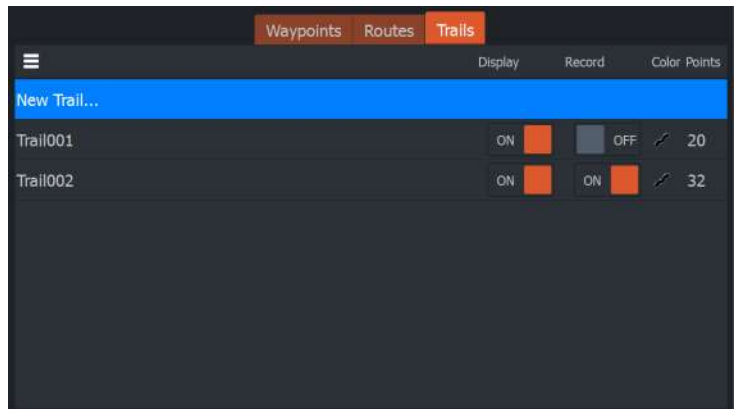 Waypoints Routes Trails
Display Record Color Points
New Trail...
Trail001 ON OFF 20
Trail002 ON ON 32